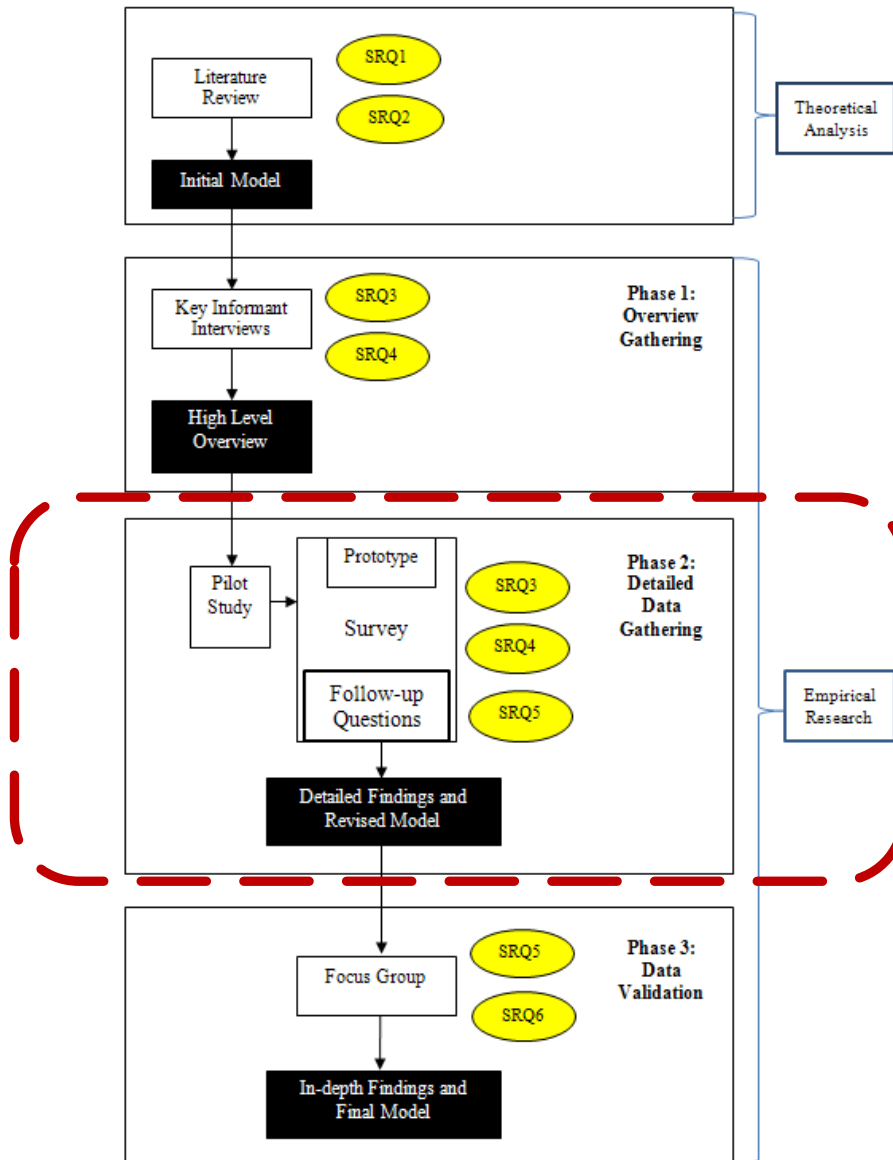 Literature
Review
SRQ1
SRQ2
Initial Model
Theoretical
Analysis
Key Informant
Interviews
SRQ3
SRQ4
Phase 1:
Overview
Gathering
High Level
Overview
Pilot
Study
Prototype
Survey
Follow-up
Questions
SRQ3
SRQ4
SRQ5
Phase 2:
Detailed
Data
Gathering
Detailed Findings and
Revised Model
Empirical
Research
Focus Group
SRQ5
SRQ6
Phase 3:
Data
Validation
In-depth Findings and
Final Model